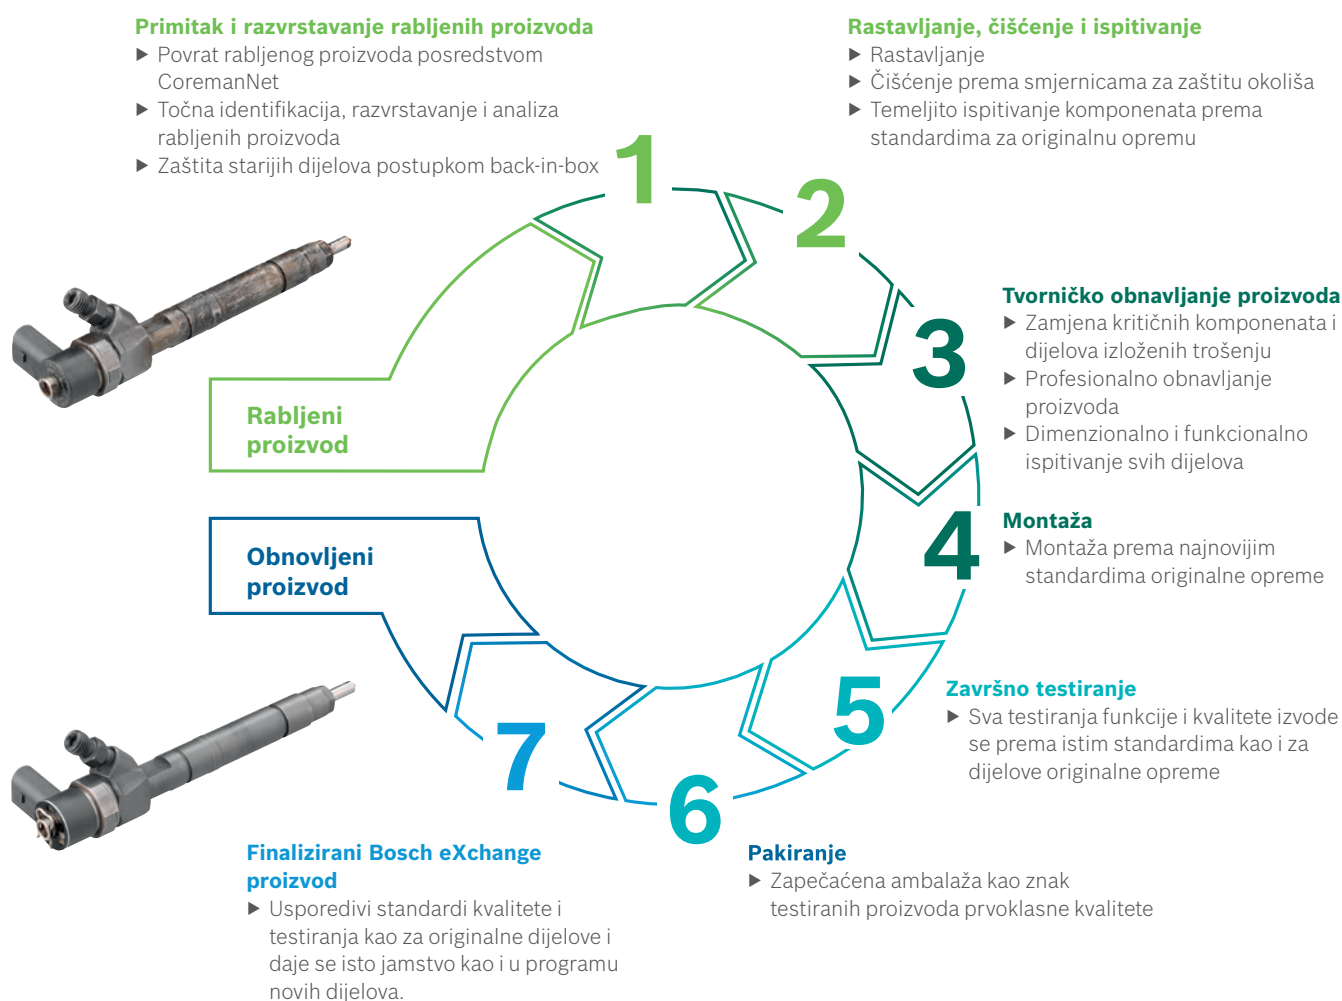 Primitak i razvrstavanje rabljenih proizvoda
▶ Povrat rabljenog proizvoda posredstvom
CoremanNet
▶ Točna identifikacija, razvrstavanje i analiza
rabljenih proizvoda
▶ Zaštita starijih dijelova postupkom back-in-box
1
Rastavljanje, čišćenje i ispitivanje
▶ Rastavljanje
▶ Čišćenje prema smjernicama za zaštitu okoliša
▶ Temeljito ispitivanje komponenata prema
standardima za originalnu opremu
2
Tvorničko obnavljanje proizvoda
▶ Zamjena kritičnih komponenata i
dijelova izloženih trošenju
▶ Profesionalno obnavljanje
proizvoda
▶ Dimenzionalno i funkcionalno
ispitivanje svih dijelova
3
Rabljeni
proizvod
Montaža
▶ Montaža prema najnovijim
standardima originalne opreme
4
Obnovljeni
proizvod
Završno testiranje
▶ Sva testiranja funkcije i kvalitete izvode
se prema istim standardima kao i za
dijelove originalne opreme
5
6
Pakiranje
▶ Zapečaćena ambalaža kao znak
testiranih proizvoda prvoklasne kvalitete
7
Finalizirani Bosch eXchange
proizvod
▶ Usporedivi standardi kvalitete i
testiranja kao za originalne dijelove i
daje se isto jamstvo kao i u programu
novih dijelova.